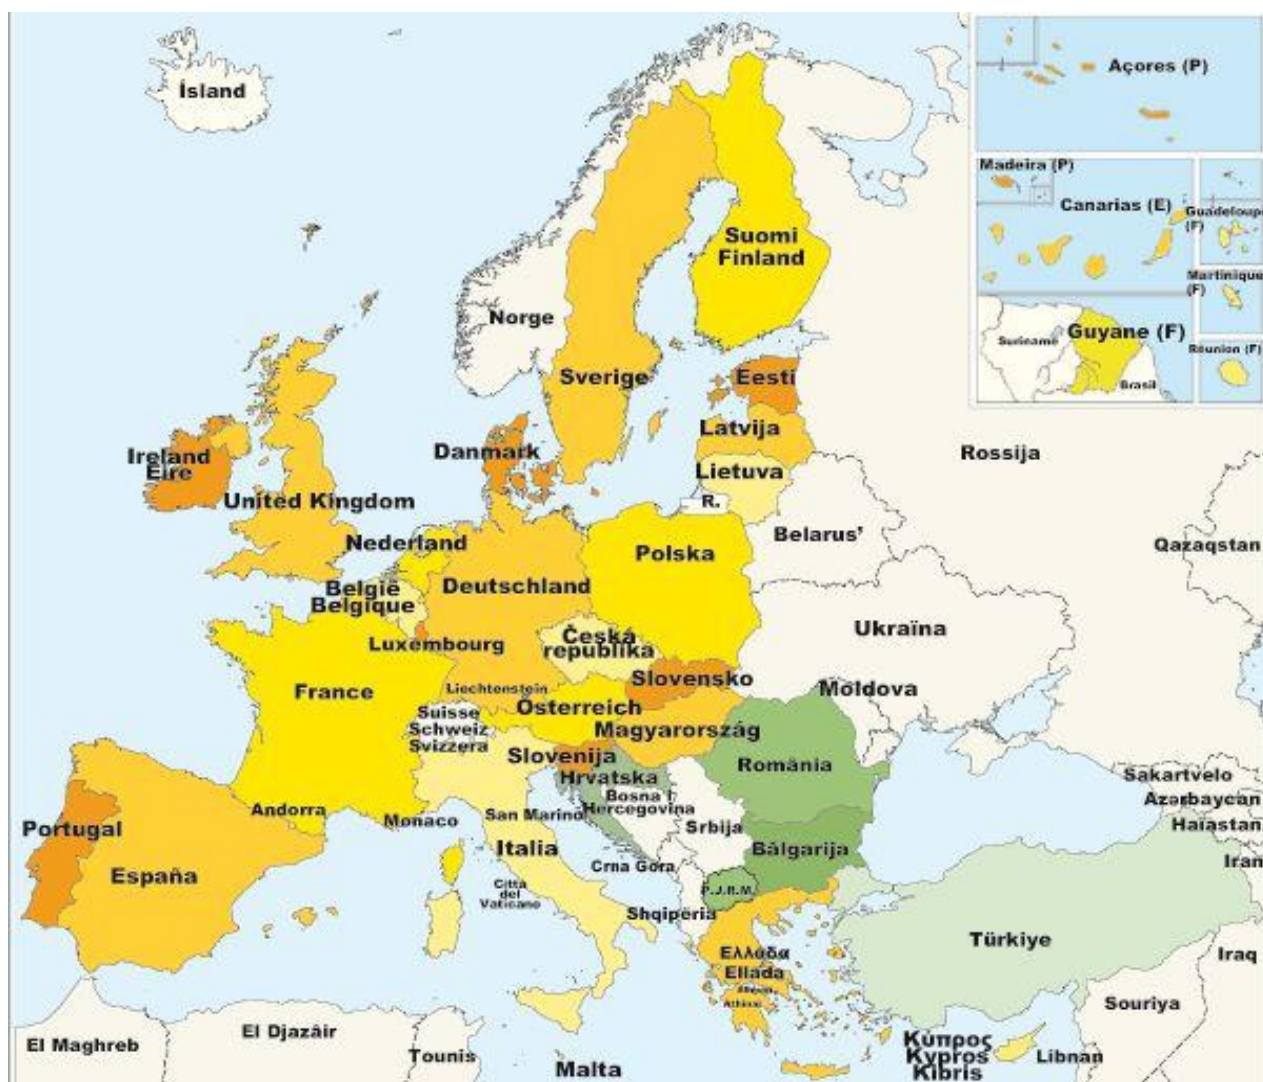 Ísland
Açores (P)
Madeira (P)
Canarias (E)
Guadeloupe
(F)
Martinique
(F)
Guyane (F)
Suriname
Brasil
Réunion (F)
Suomi
Finland
Norge
Sverige
Eesti
Latvija
Lietuva
R.
Danmark
Ireland
Eire
United Kingdom
Rossija
Belarus'
Qazaqstan
Nederland
Polska
België
Belgique
Deutschland
Luxembourg
Česká
republika
Ukraïna
Slovensko
Moldova
France
Liechtenstein
Österreich
Suisse
Schweiz
Svizzera
Magyarország
Slovenija
Hrvatska
România
Bosna i
Hercegovina
Sakartvelo
Azərbaycan
Haiastan
Iran
Andorra
Monaco
San Marino
Srbija
Portugal
España
Italia
Bălgarija
Crna Gora
Città
del
Vaticano
P.J.R.M.
Shqipëria
Türkiye
Iraq
Ελλάδα
Ellada
Souriya
El Maghreb
El Djazâir
Tounis
Malta
Κύπρος
Kypros
Kibris
Libnan